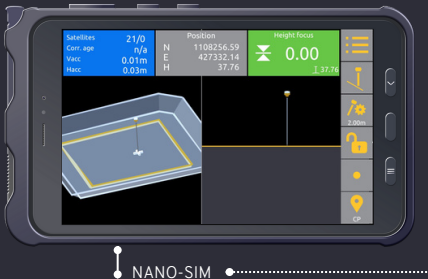 Satellites 21/0
Corr. age n/a
Vacc 0.01m
Hacc 0.03m
Position
N 1108256.59
E 427332.14
H 37.76
Height focus
0.00
37.76
2.00m
CP
NANO-SIM